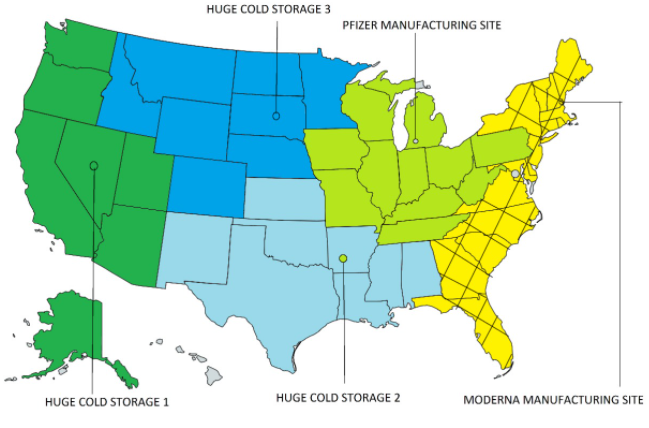 HUGE COLD STORAGE 3
PFIZER MANUFACTURING SITE
HUGE COLD STORAGE 1
HUGE COLD STORAGE 2
MODERNA MANUFACTURING SITE